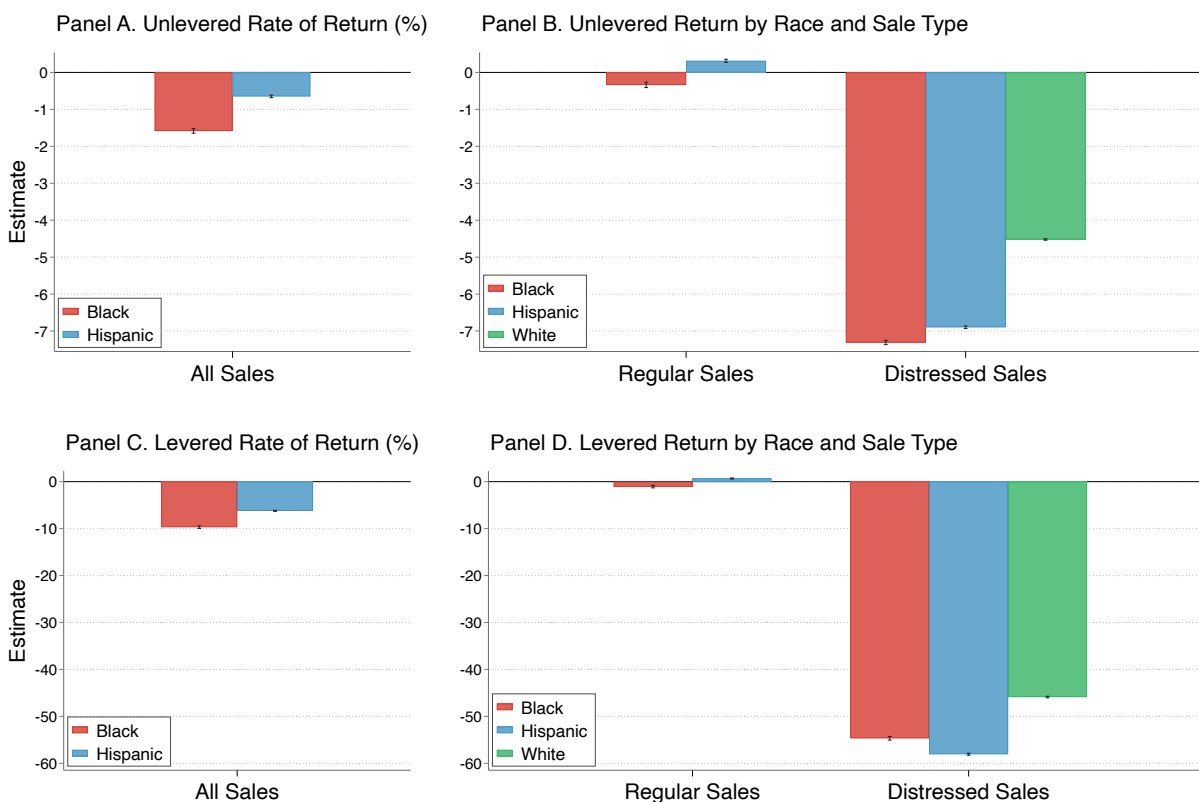 Panel A. Unlevered Rate of Return (%)
0
-1
-2
-3
-4
-5
-6
-7
Estimate
Black
Hispanic
All Sales
Panel B. Unlevered Return by Race and Sale Type
0
-1
-2
-3
-4
-5
-6
-7
Black
Hispanic
White
Regular Sales
Distressed Sales
Panel C. Levered Rate of Return (%)
0
-10
-20
-30
-40
-50
-60
Estimate
Black
Hispanic
All Sales
Panel D. Levered Return by Race and Sale Type
0
-10
-20
-30
-40
-50
-60
Black
Hispanic
White
Regular Sales
Distressed Sales